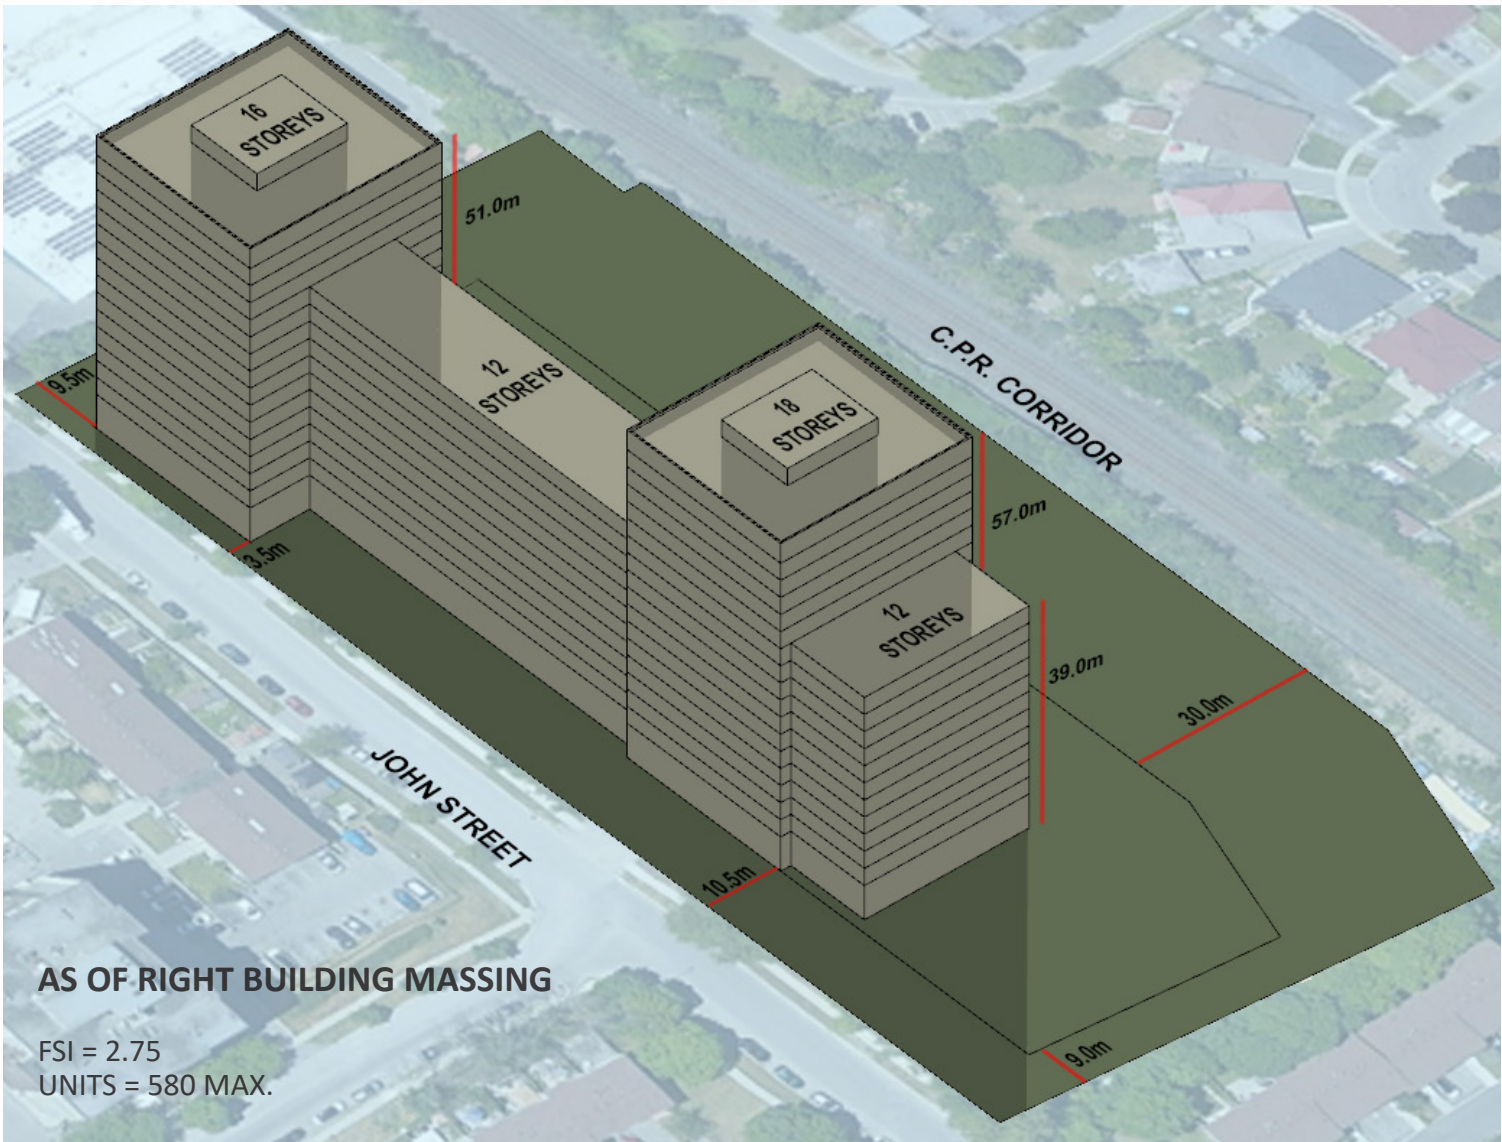 16
STOREYS
51.0m
9.5m
12
STOREYS
C.P.R. CORRIDOR
18
STOREYS
57.0m
3.5m
12
STOREYS
39.0m
30.0m
JOHN STREET
10.5m
9.0m
AS OF RIGHT BUILDING MASSING
FSI = 2.75
UNITS = 580 MAX.